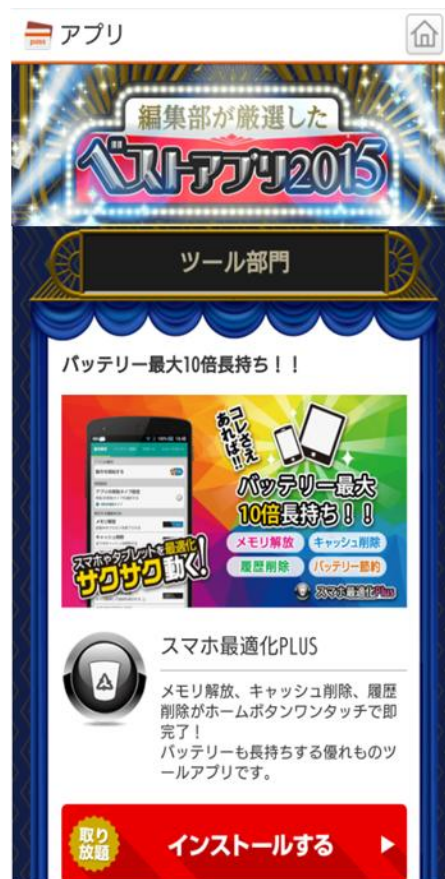 アプリ
編集部が厳選した
ベストアプリ2015
ツール部門
バッテリー最大10倍長持ち！！
コレさえ
あれば!!
バッテリー最大
10倍長持ち！！
メモリ解放 キャッシュ削除
履歴削除 バッテリー節約
スマホやタブレットを最適化
サクサク動く!
スマホ最適化Plus
スマホ最適化PLUS
メモリ解放、キャッシュ削除、履歴
削除がホームボタンワンタッチで即
完了！
バッテリーも長持ちする優れものツ
ールアプリです。
取り
放題
インストールする